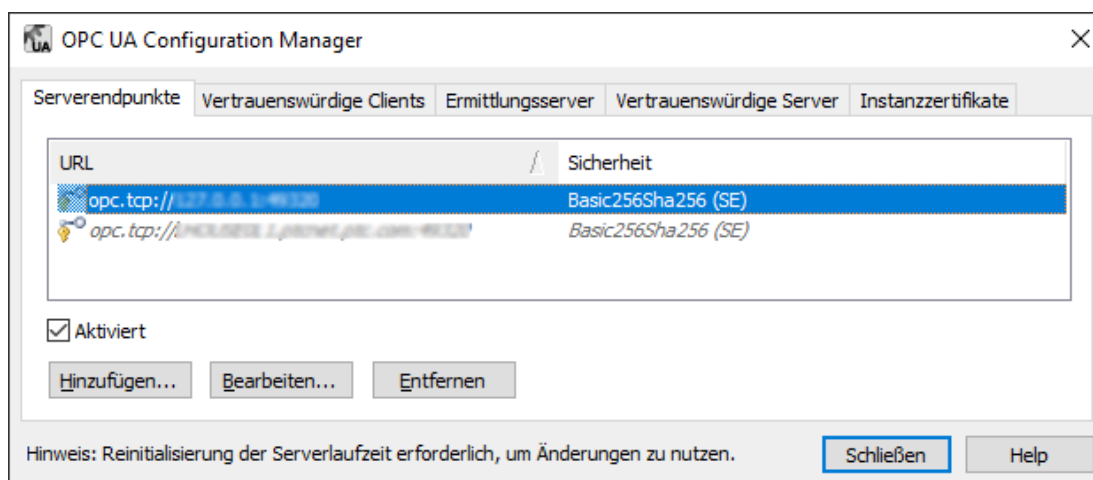 OPC UA Configuration Manager
Serverendpunkte Vertrauenswürdige Clients Ermittlungsserver Vertrauenswürdige Server Instanzzertifikate
URL Sicherheit
opc.tcp:// Basic256Sha256 (SE)
opc.tcp:// Basic256Sha256 (SE)
Aktiviert
Hinzufügen... Bearbeiten... Entfernen
Hinweis: Reinitialisierung der Serverlaufzeit erforderlich, um Änderungen zu nutzen. Schließen Help